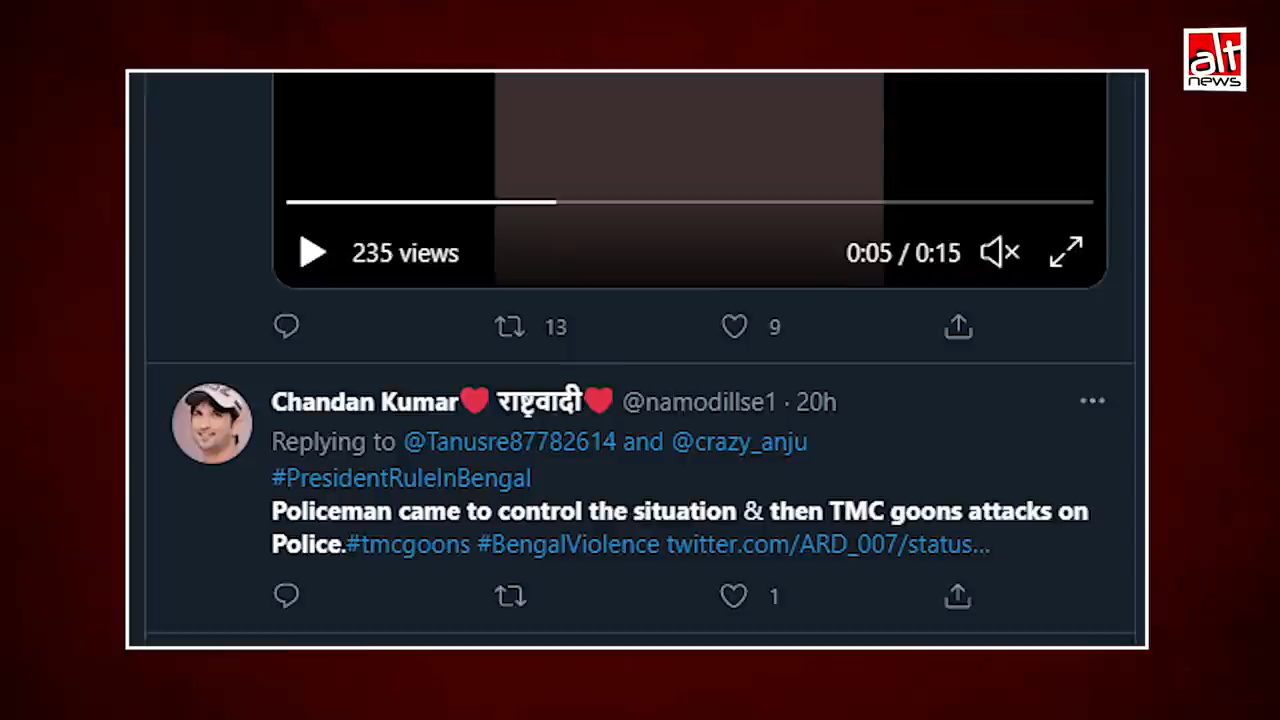 alt
news
235 views
0:05 / 0:15
13
9
Chandan Kumar❤️ राष्ट्रवादी❤️ @namodillse1 · 20h
Replying to @Tanusre87782614 and @crazy_anju
#PresidentRuleInBengal
Policeman came to control the situation & then TMC goons attacks on
Police.#tmcgoons #BengalViolence twitter.com/ARD_007/status...
1